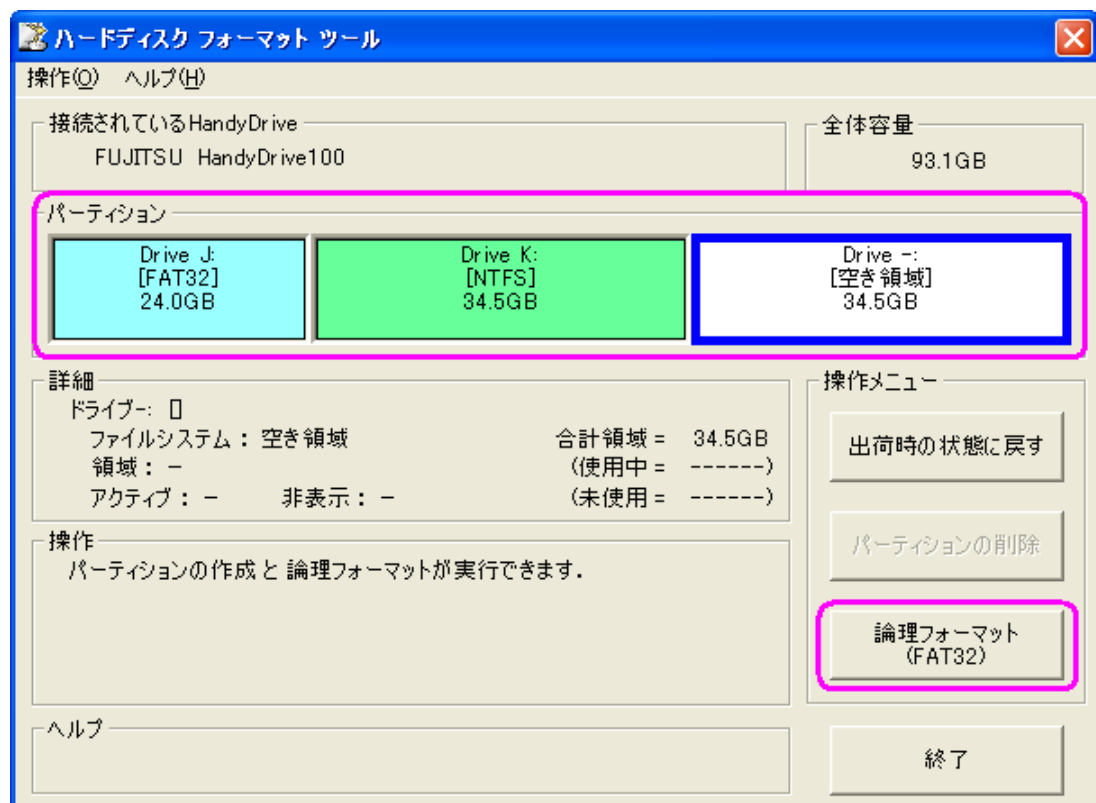 ハードディスク フォーマット ツール
操作(O) ヘルプ(H)
接続されているHandyDrive
FUJITSU HandyDrive100
全体容量
93.1GB
パーティション
Drive J:
[FAT32]
24.0GB
Drive K:
[NTFS]
34.5GB
Drive -:
[空き領域]
34.5GB
詳細
ドライブ-: []
ファイルシステム : 空き領域
合計領域 = 34.5GB
領域 : -
(使用中 = ------)
アクティブ : - 非表示 : -
(未使用 = ------)
操作
パーティションの作成 と 論理フォーマットが実行できます.
ヘルプ
操作メニュー
出荷時の状態に戻す
パーティションの削除
論理フォーマット
(FAT32)
終了